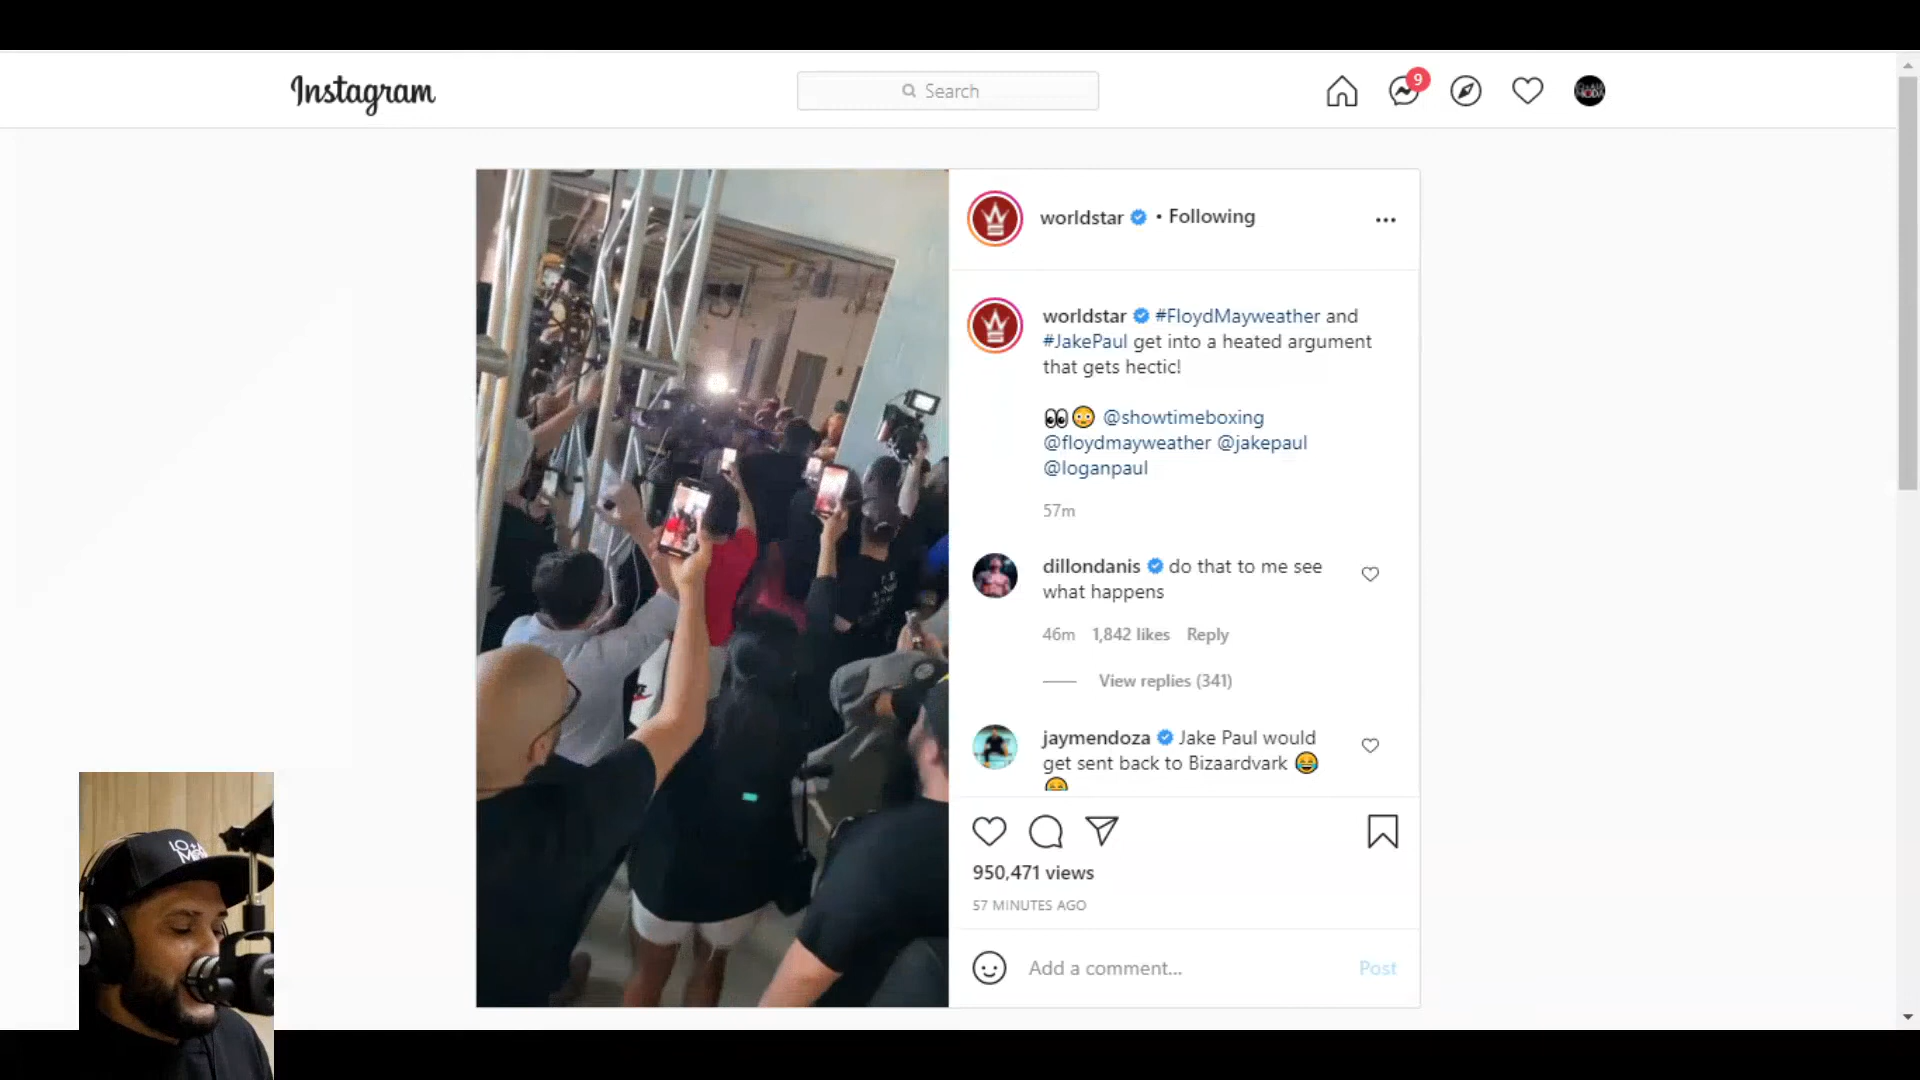 Instagram
Search
9
worldstar • Following
worldstar #FloydMayweather and
#JakePaul get into a heated argument
that gets hectic!
👀😳 @showtimeboxing
@floydmayweather @jakepaul
@loganpaul
57m
dillondanis do that to me see
what happens
46m 1,842 likes Reply
View replies (341)
jaymendoza Jake Paul would
get sent back to Bizaardvark 😂
😂
950,471 views
57 MINUTES AGO
Add a comment... Post